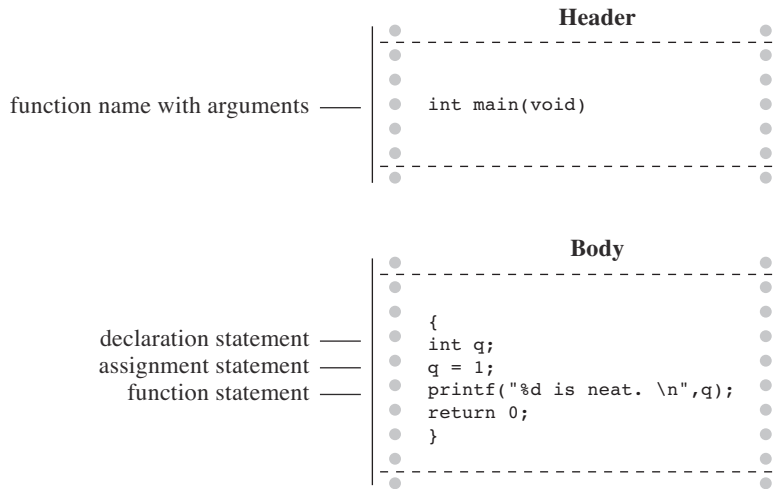 Header
function name with arguments
int main(void)
Body
{
declaration statement
int q;
assignment statement
q = 1;
function statement
printf("%d is neat. \n",q);
return 0;
}